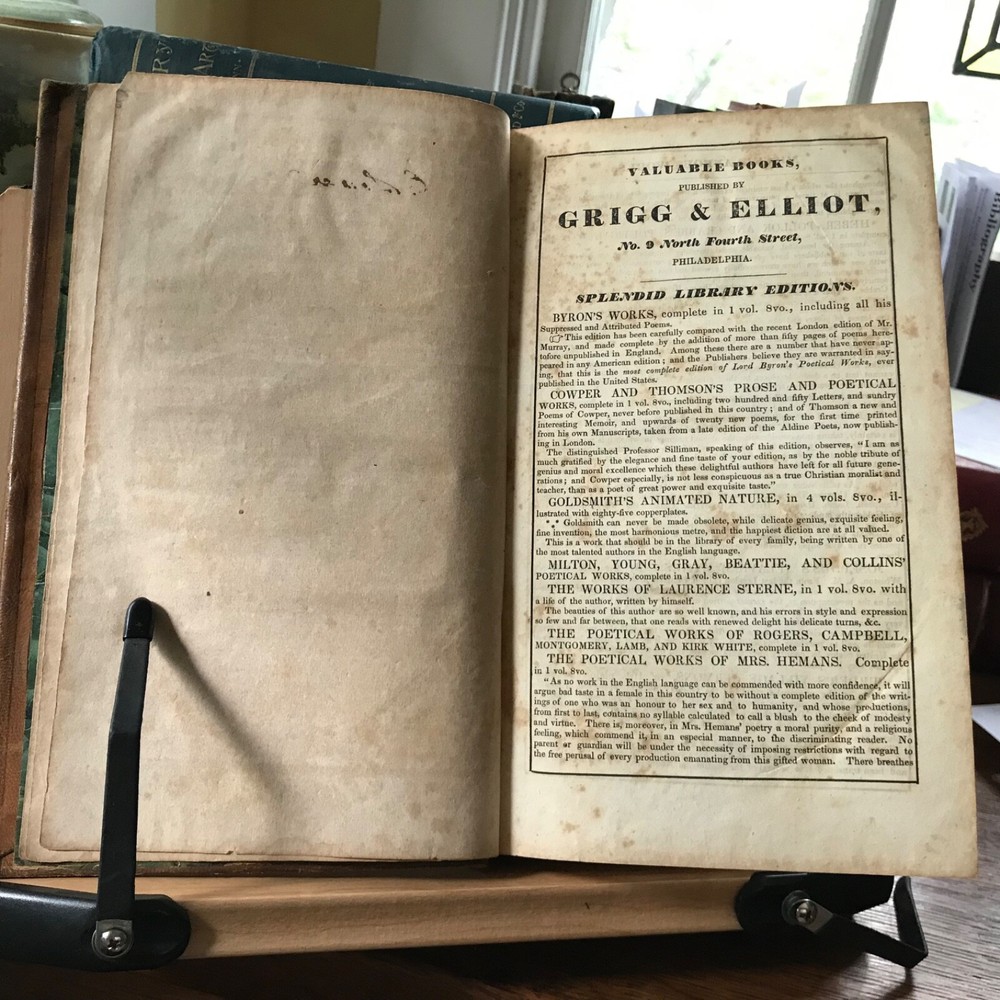 RY
ART
Bibliography
VALUABLE BOOKS,
PUBLISHED BY
GRIGG & ELLIOT,
No. 9 North Fourth Street,
PHILADELPHIA.
SPLENDID LIBRARY EDITIONS.
BYRON'S WORKS, complete in 1 vol. 8vo., including all his
Suppressed and Attributed Poems.
☞ This edition has been carefully compared with the recent London edition of Mr.
Murray, and made complete by the addition of more than fifty pages of poems here-
tofore unpublished in England. Among these there are a number that have never ap-
peared in any American edition; and the Publishers believe they are warranted in say-
ing, that this is the most complete edition of Lord Byron's Poetical Works, ever
published in the United States.
COWPER AND THOMSON'S PROSE AND POETICAL
WORKS, complete in 1 vol. 8vo., including two hundred and fifty Letters, and sundry
Poems of Cowper, never before published in this country; and of Thomson a new and
interesting Memoir, and upwards of twenty new poems, for the first time printed
from his own Manuscripts, taken from a late edition of the Aldine Poets, now publish-
ing in London.
The distinguished Professor Silliman, speaking of this edition, observes, "I am as
much gratified by the elegance and fine taste of your edition, as by the noble tribute of
genius and moral excellence which these delightful authors have left for all future gene-
rations; and Cowper especially, is not less conspicuous as a true Christian moralist and
teacher, than as a poet of great power and exquisite taste."
GOLDSMITH'S ANIMATED NATURE, in 4 vols. 8vo., il-
lustrated with eighty-five copperplates.
*⁎* Goldsmith can never be made obsolete, while delicate genius, exquisite feeling,
fine invention, the most harmonious metre, and the happiest diction are at all valued.
This is a work that should be in the library of every family, being written by one of
the most talented authors in the English language.
MILTON, YOUNG, GRAY, BEATTIE, AND COLLINS'
POETICAL WORKS, complete in 1 vol. 8vo.
THE WORKS OF LAURENCE STERNE, in 1 vol. 8vo. with
a life of the author, written by himself.
The beauties of this author are so well known, and his errors in style and expression
so few and far between, that one reads with renewed delight his delicate turns, &c.
THE POETICAL WORKS OF ROGERS, CAMPBELL,
MONTGOMERY, LAMB, AND KIRK WHITE, complete in 1 vol. 8vo.
THE POETICAL WORKS OF MRS. HEMANS. Complete
in 1 vol. 8vo.
"As no work in the English language can be commended with more confidence, it will
argue bad taste in a female in this country to be without a complete edition of the writ-
ings of one who was an honour to her sex and to humanity, and whose productions,
from first to last, contains no syllable calculated to call a blush to the cheek of modesty
and virtue. There is, moreover, in Mrs. Hemans' poetry a moral purity, and a religious
feeling, which commend it, in an especial manner, to the discriminating reader. No
parent or guardian will be under the necessity of imposing restrictions with regard to
the free perusal of every production emanating from this gifted woman. There breathes